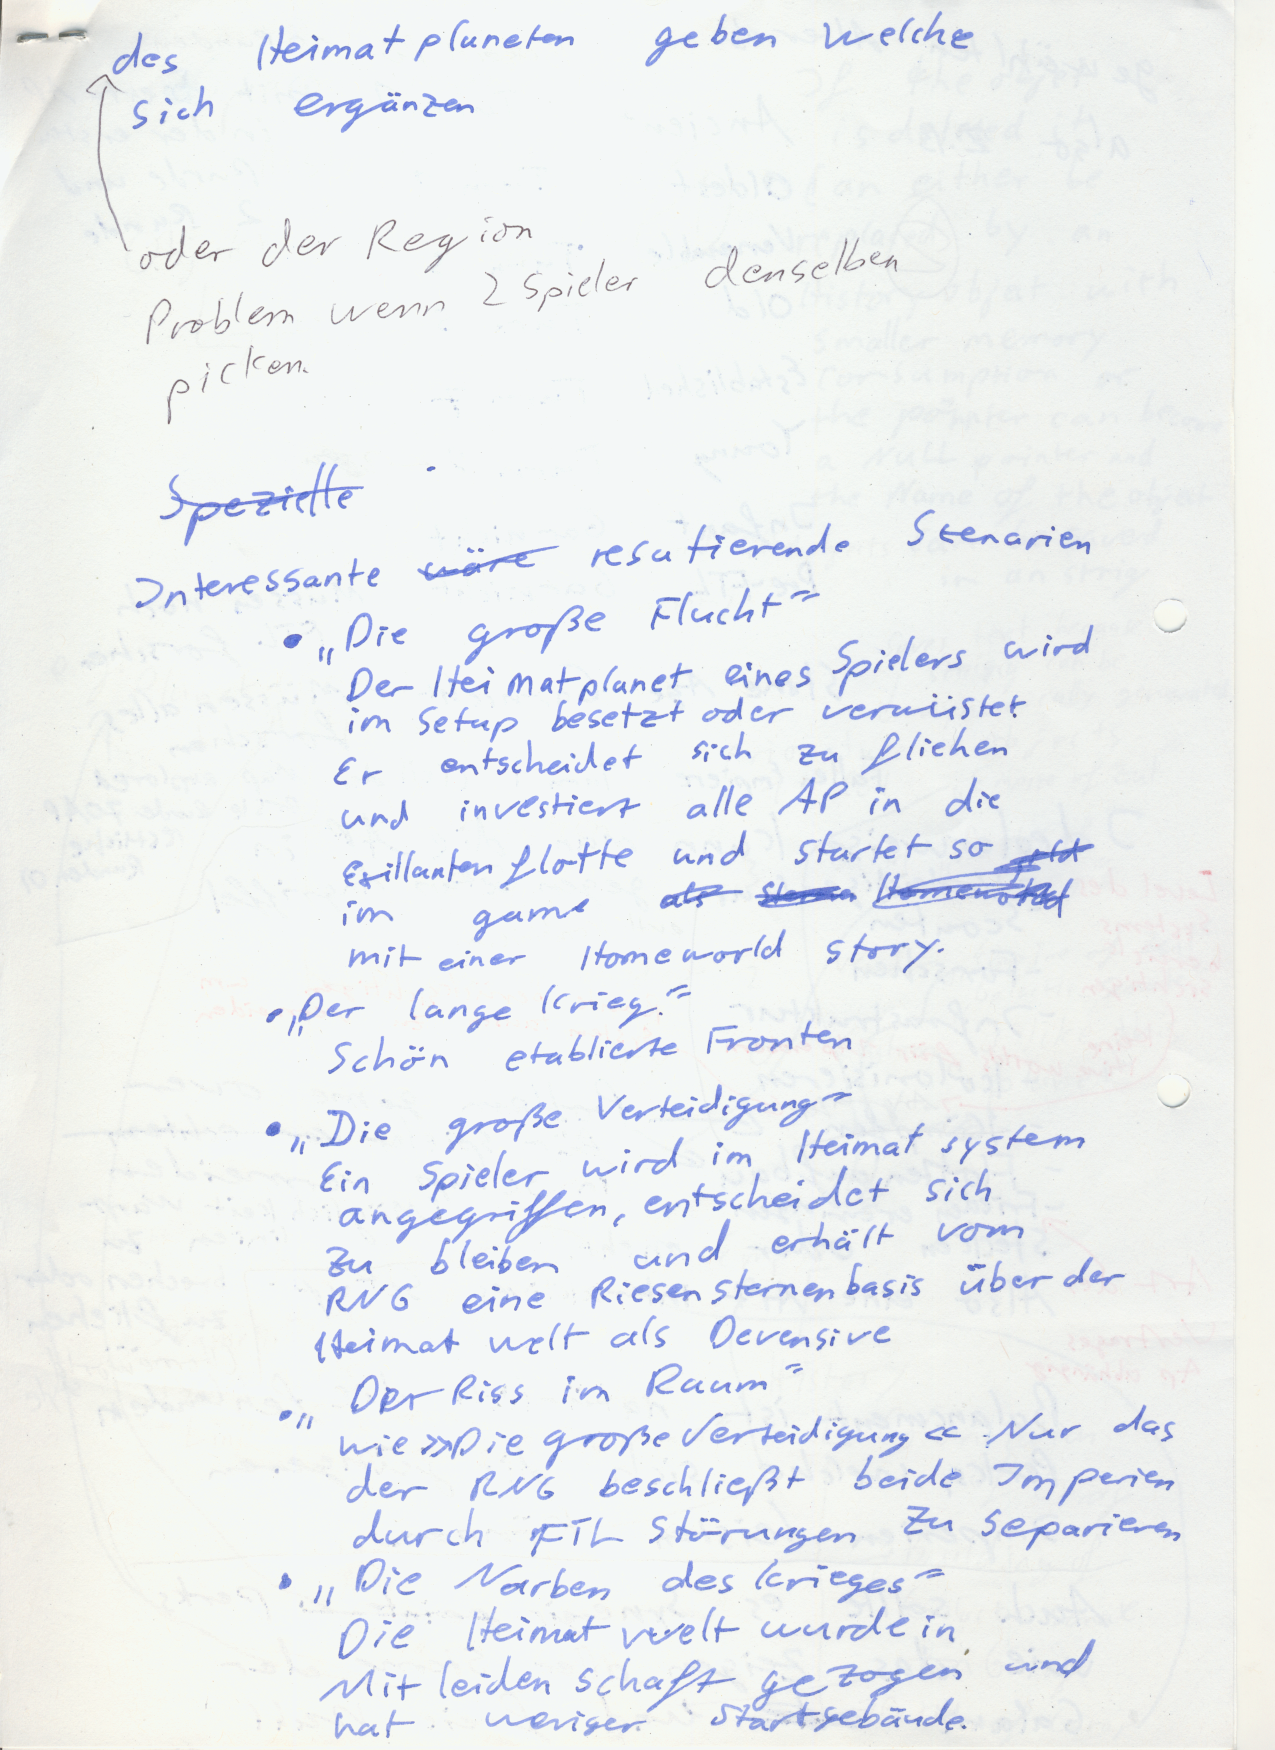 des Heimatplaneten geben welche
sich ergänzen
oder der Region
Problem wenn 2 Spieler denselben
picken.
Spezielle
Interessante wäre resutierende Szenarien
• „Die große Flucht"
Der Heimatplanet eines Spielers wird
im Setup besetzt oder verwüstet.
Er entscheidet sich zu fliehen
und investiert alle AP in die
Exillantenflotte und startet so
im game als Homeworld
mit einer Homeworld story.
• „Der lange Krieg."
Schön etablierte Fronten
• „Die große Verteidigung"
Ein Spieler wird im Heimatsystem
angegriffen, entscheidet sich
zu bleiben und erhält vom
RNG eine Riesensternenbasis über der
Heimatwelt als Devensive
• „Der Riss im Raum"
wie »Die große Verteidigung« Nur das
der RNG beschließt beide Imperien
durch FTL Störungen zu separieren
• „Die Narben des Krieges"
Die Heimatwelt wurde in
Mitleidenschaft gezogen und
hat weniger Startgebäude.